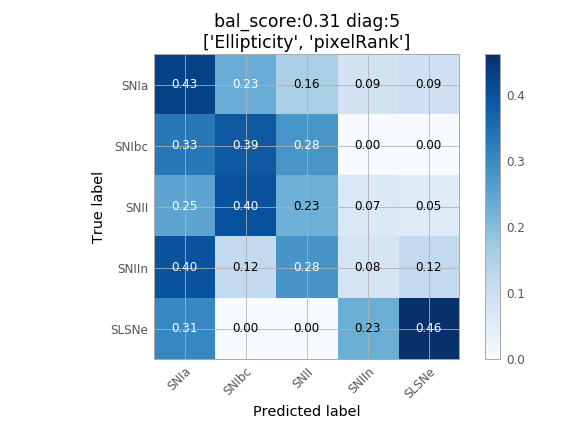 bal_score:0.31 diag:5
['Ellipticity', 'pixelRank']
SNIa 0.43 0.23 0.16 0.09 0.09
SNIbc 0.33 0.39 0.28 0.00 0.00
SNII 0.25 0.40 0.23 0.07 0.05
SNIIn 0.40 0.12 0.28 0.08 0.12
SLSNe 0.31 0.00 0.00 0.23 0.46
SNIa SNIbc SNII SNIIn SLSNe
True label
Predicted label
0.4
0.3
0.2
0.1
0.0